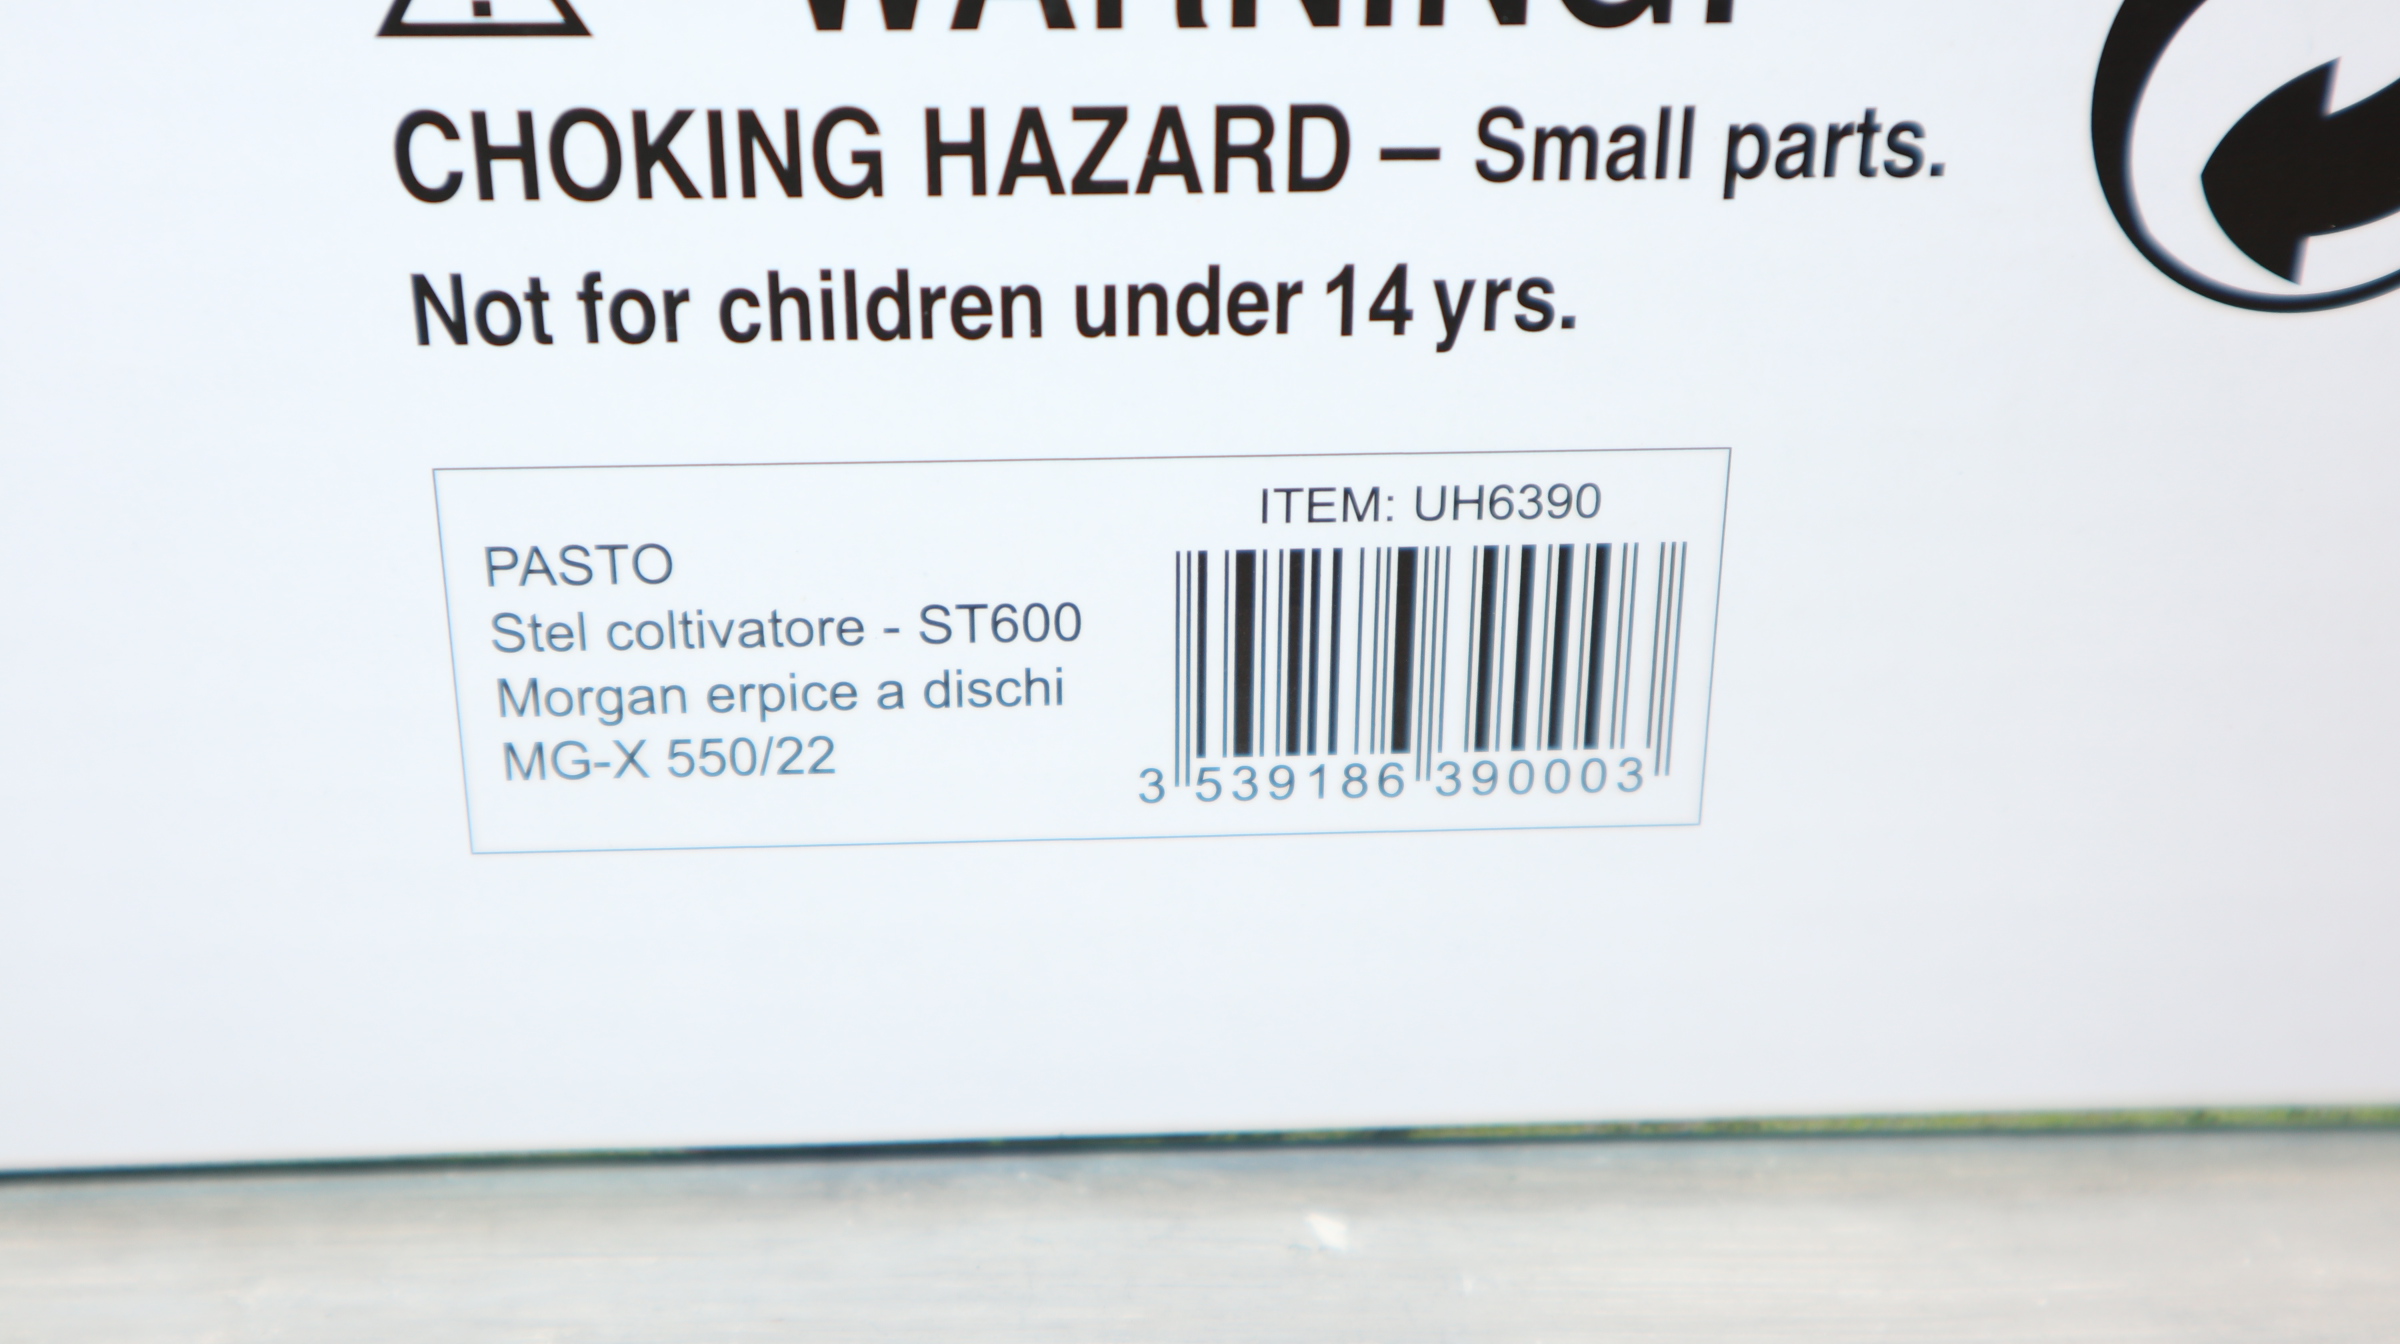 WARNING!
CHOKING HAZARD – Small parts.
Not for children under 14 yrs.
ITEM: UH6390
PASTO
Stel coltivatore - ST600
Morgan erpice a dischi
MG-X 550/22
3 539186 390003